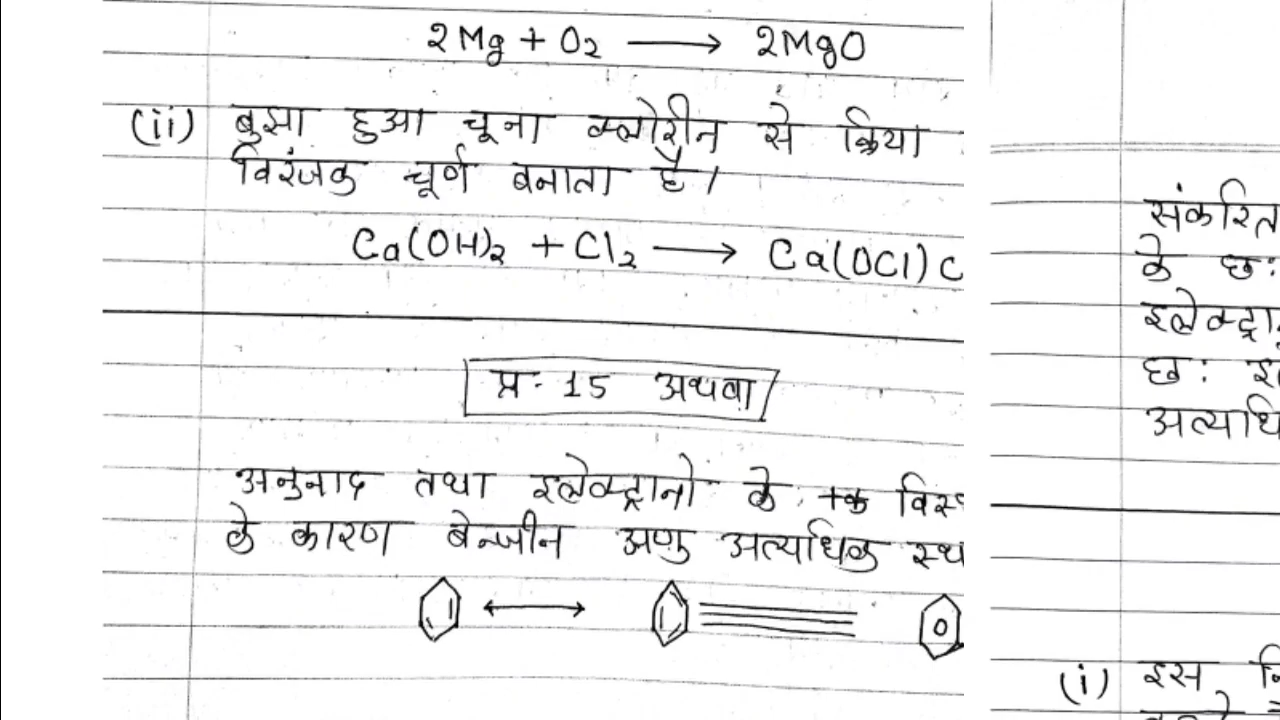 2Mg + O₂ ⟶ 2MgO
(ii) बुझा हुआ चूना क्लोरीन से क्रिया
विरंजक चूर्ण बनाता है।
Ca(OH)₂ + Cl₂ ⟶ Ca(OCl) C
प्र. 15 अथवा
अनुनाद तथा इलेक्ट्रानों के
के कारण बेन्जीन अणु अत्यधिक स्थ
संकरित
के छः
इलेक्ट्रान
छः इ
अत्यधि
(i) इस नि